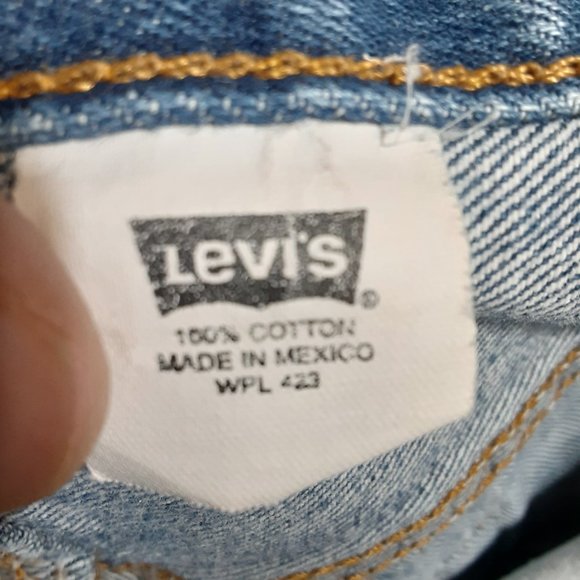 Levi's®
100% COTTON
MADE IN MEXICO
WPL 423